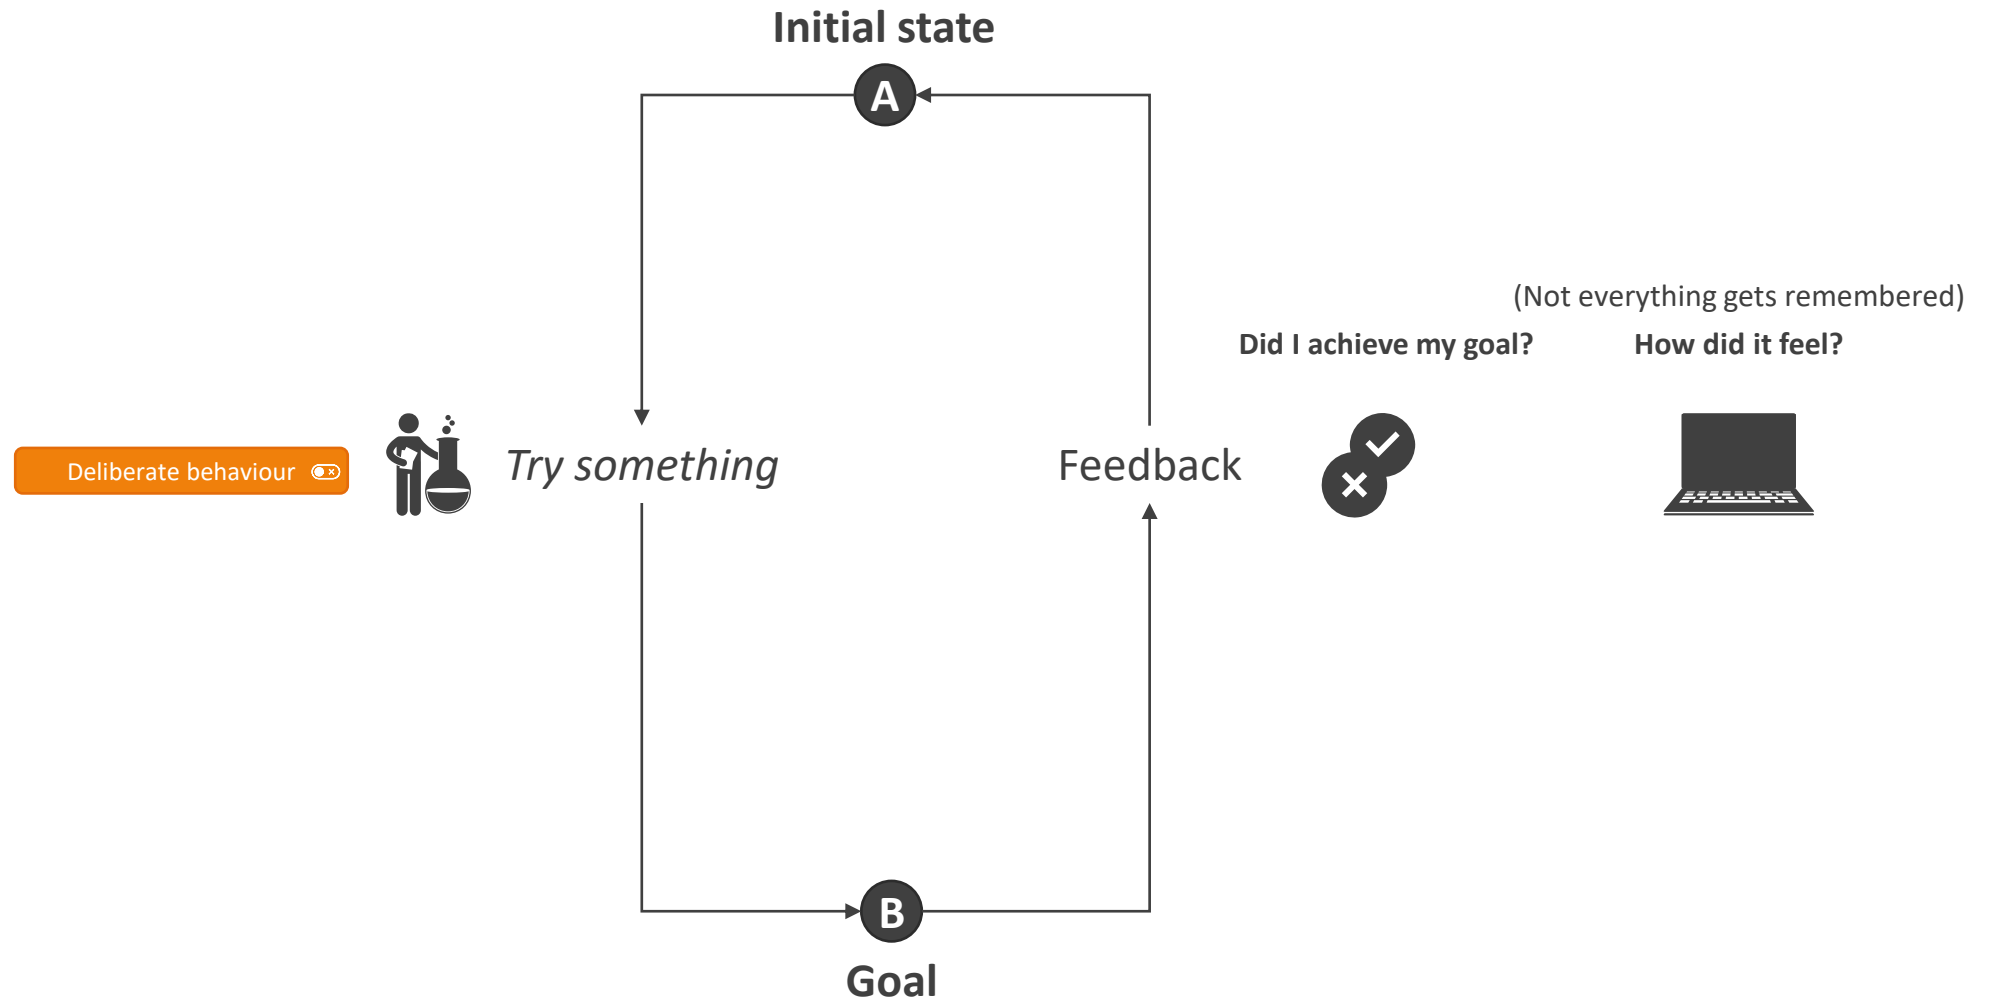 Initial state
A
(Not everything gets remembered)
Did I achieve my goal?
How did it feel?
Deliberate behaviour
Try something
Feedback
B
Goal